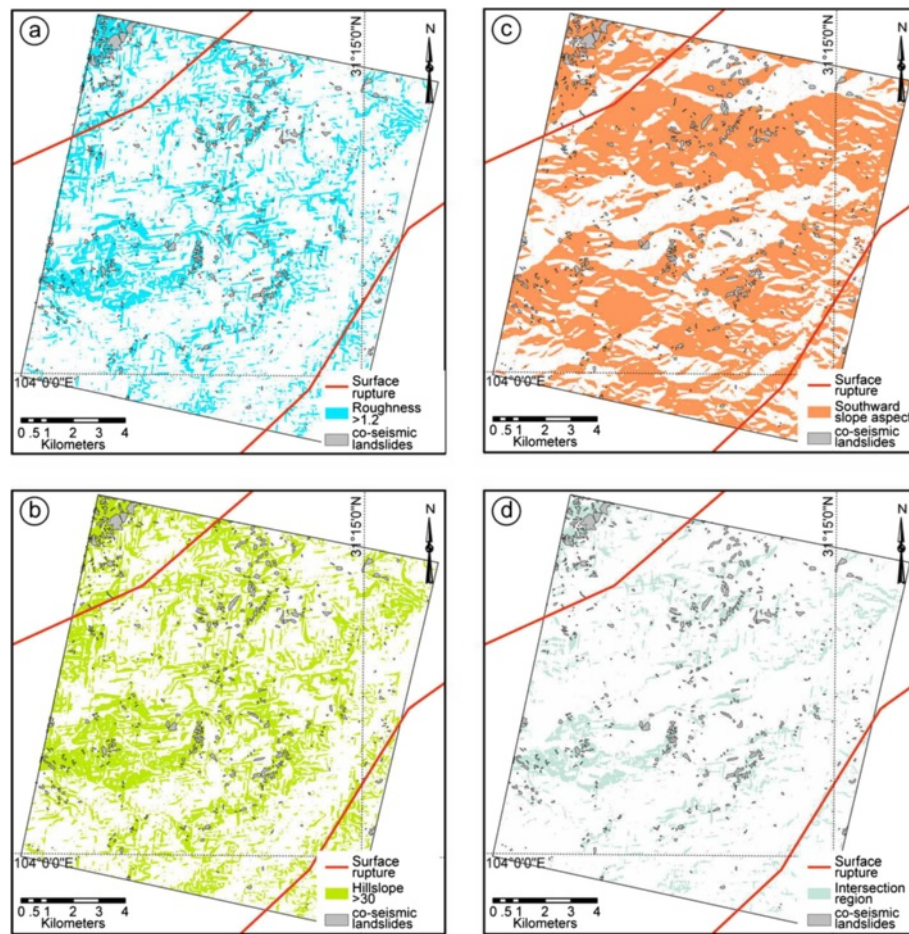 a
N
31°15'0"N
104°0'0"E
Surface
rupture
Roughness
>1.2
co-seismic
landslides
0 0.5 1 2 3 4
Kilometers
c
N
31°15'0"N
104°0'0"E
Surface
rupture
Southward
slope aspect
co-seismic
landslides
0 0.5 1 2 3 4
Kilometers
b
N
31°15'0"N
104°0'0"E
Surface
rupture
Hillslope
>30
co-seismic
landslides
0 0.5 1 2 3 4
Kilometers
d
N
31°15'0"N
104°0'0"E
Surface
rupture
Intersection
region
co-seismic
landslides
0 0.5 1 2 3 4
Kilometers